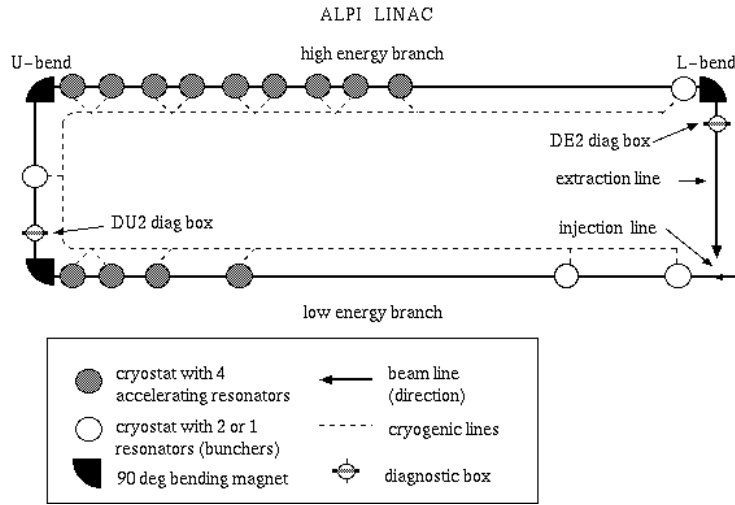 ALPI LINAC
high energy branch
U-bend
L-bend
DE2 diag box
extraction line
DU2 diag box
injection line
low energy branch
cryostat with 4
accelerating resonators
beam line
(direction)
cryostat with 2 or 1
resonators (bunchers)
cryogenic lines
90 deg bending magnet
diagnostic box